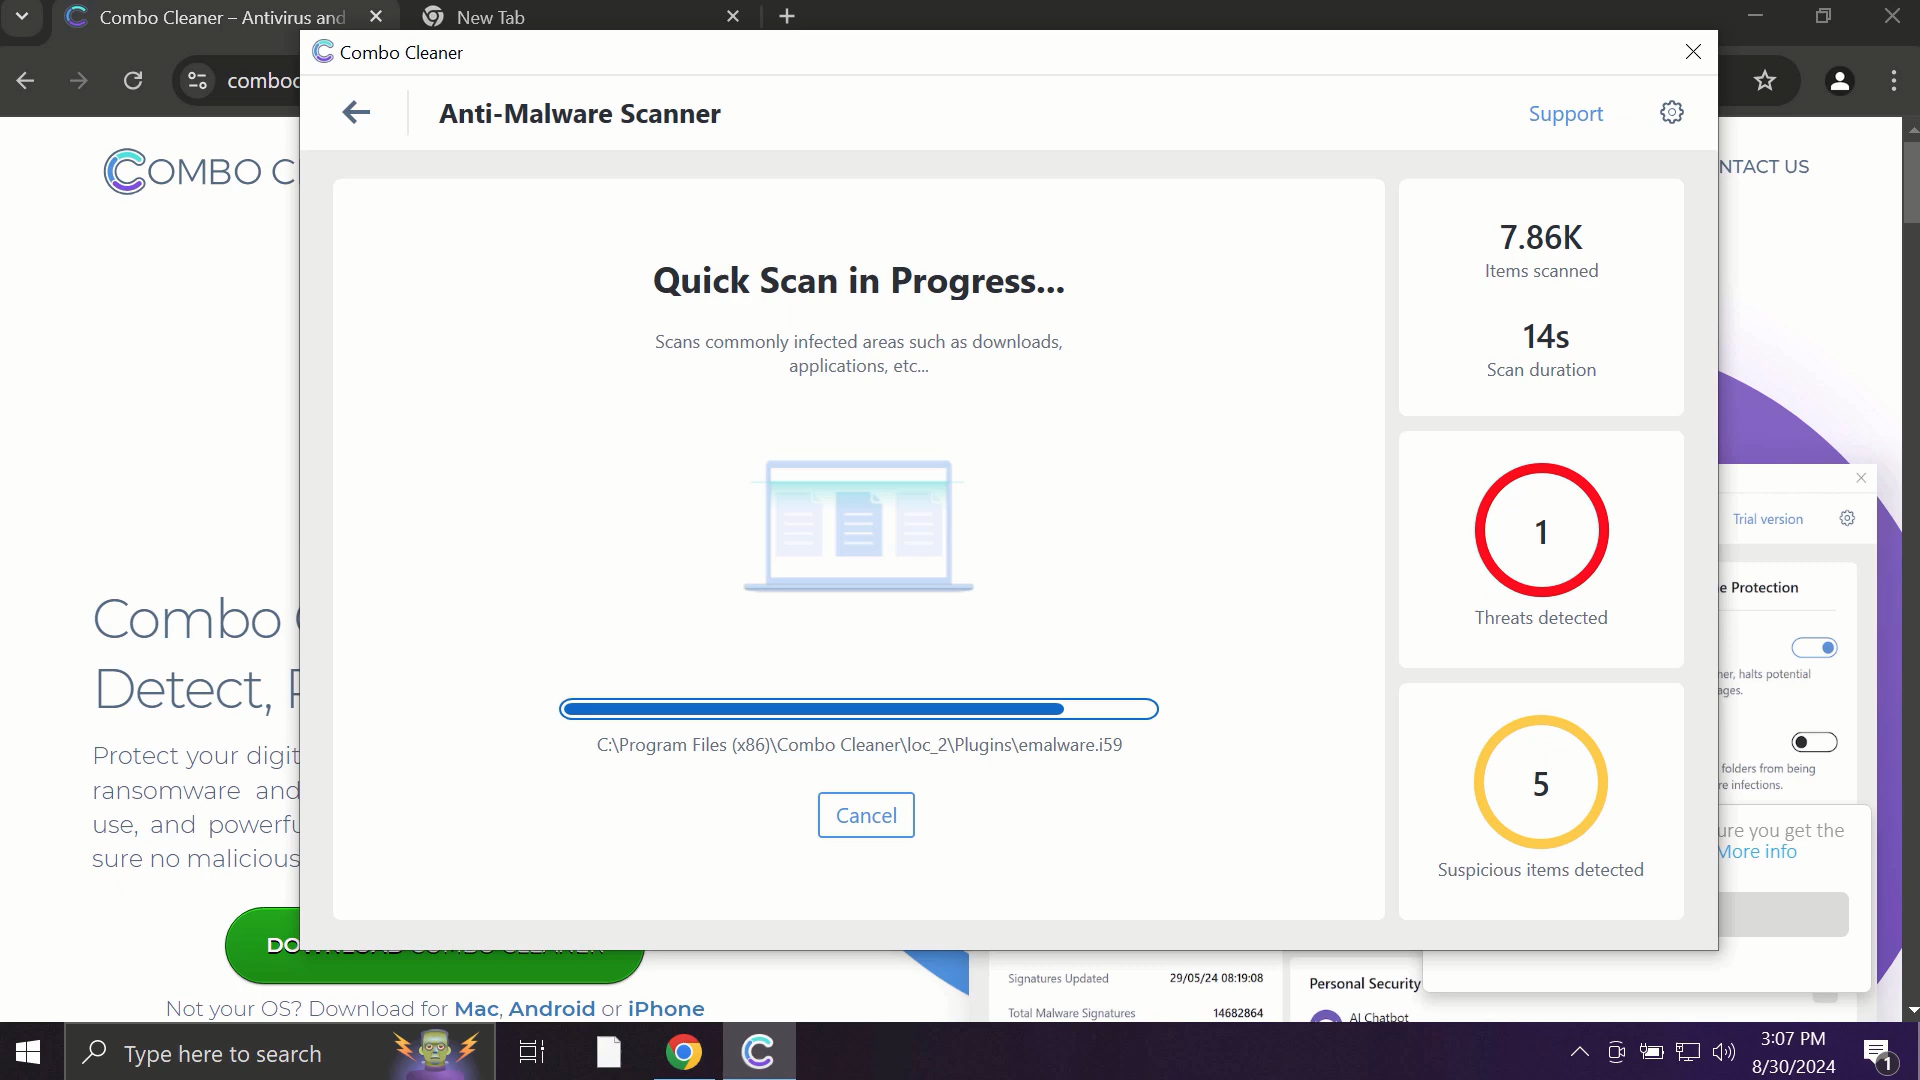 Combo Cleaner – Antivirus and
New Tab
Combo Cleaner
Anti-Malware Scanner
Support
NTACT US
7.86K
Items scanned
14s
Scan duration
Quick Scan in Progress...
Scans commonly infected areas such as downloads,
applications, etc...
1
Threats detected
C:\Program Files (x86)\Combo Cleaner\loc_2\Plugins\emalware.i59
Cancel
5
Suspicious items detected
Trial version
e Protection
her, halts potential
ages.
folders from being
re infections.
ure you get the
More info
COMBO C
Combo
Detect,
Protect your digit
ransomware and
use, and powerfu
sure no malicious
DOWNLOAD COMBO CLEANER
Not your OS? Download for Mac, Android or iPhone
Signatures Updated 29/05/24 08:19:08
Total Malware Signatures 14682864
Personal Security
AI Chatbot
Type here to search
3:07 PM
8/30/2024
1